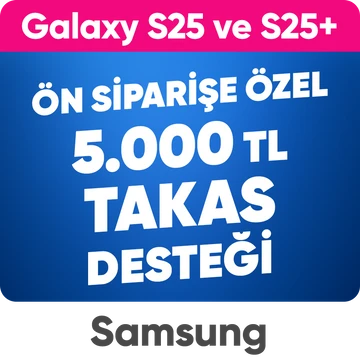 Galaxy S25 ve S25+
ÖN SİPARİŞE ÖZEL
5.000 TL
TAKAS
DESTEĞİ
Samsung